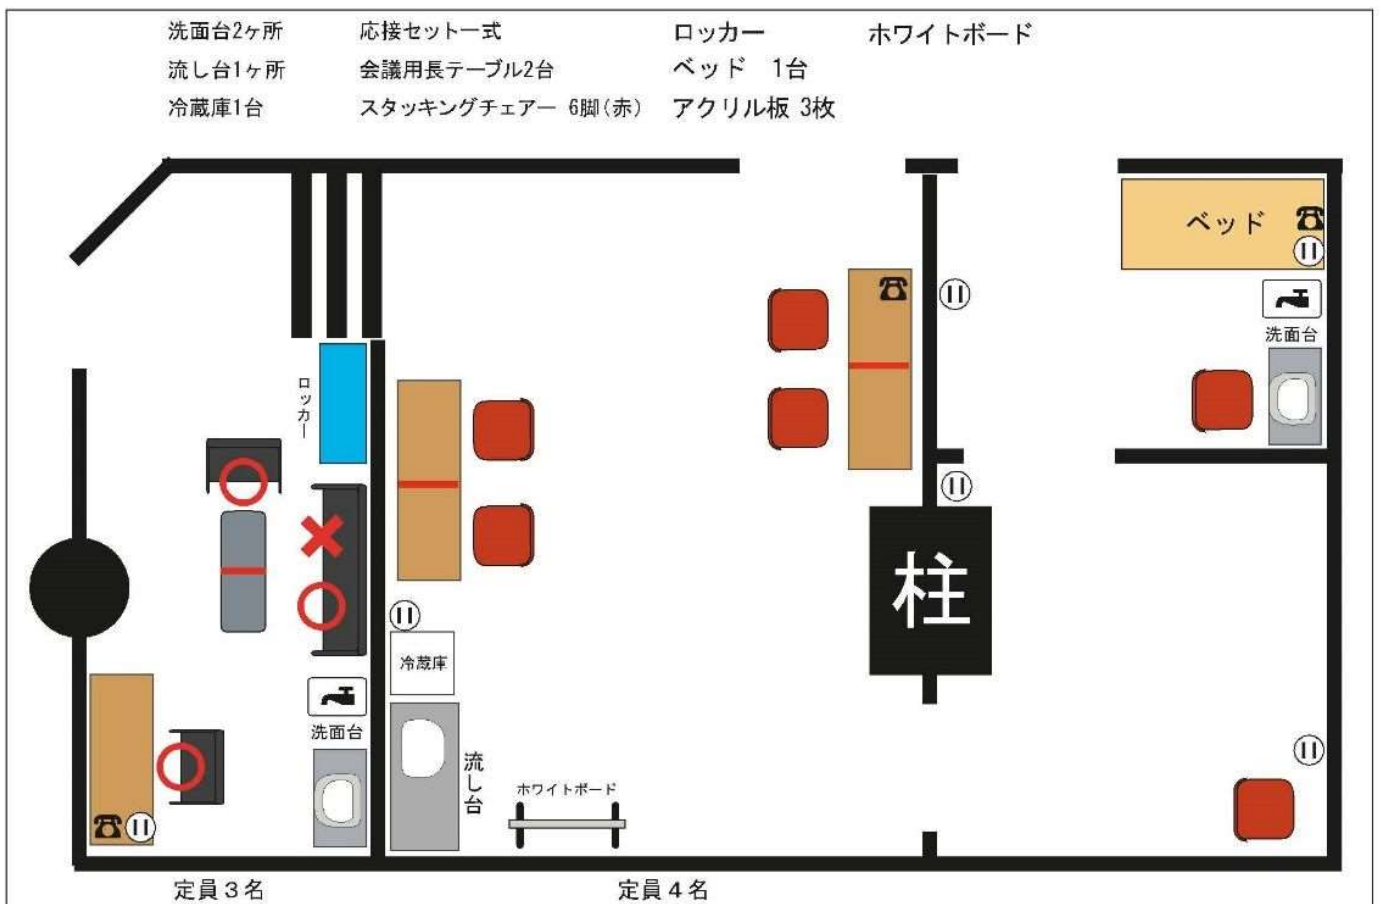 洗面台2ヶ所 応接セット一式 ロッカー ホワイトボード
流し台1ヶ所 会議用長テーブル2台 ベッド 1台
冷蔵庫1台 スタッキングチェアー 6脚(赤) アクリル板 3枚
ベッド
洗面台
ロッカー
柱
冷蔵庫
洗面台
流し台
ホワイトボード
定員3名 定員4名